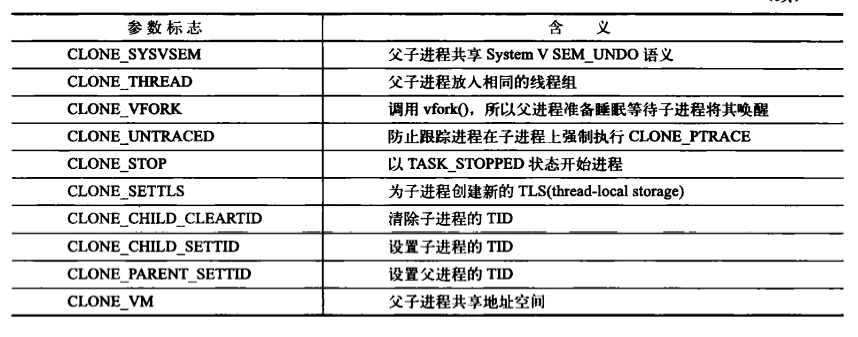 参数标志 含 义
CLONE_SYSVSEM 父子进程共享 System V SEM_UNDO 语义
CLONE_THREAD 父子进程放入相同的线程组
CLONE_VFORK 调用 vfork()，所以父进程准备睡眠等待子进程将其唤醒
CLONE_UNTRACED 防止跟踪进程在子进程上强制执行 CLONE_PTRACE
CLONE_STOP 以 TASK_STOPPED 状态开始进程
CLONE_SETTLS 为子进程创建新的 TLS(thread-local storage)
CLONE_CHILD_CLEARTID 清除子进程的 TID
CLONE_CHILD_SETTID 设置子进程的 TID
CLONE_PARENT_SETTID 设置父进程的 TID
CLONE_VM 父子进程共享地址空间